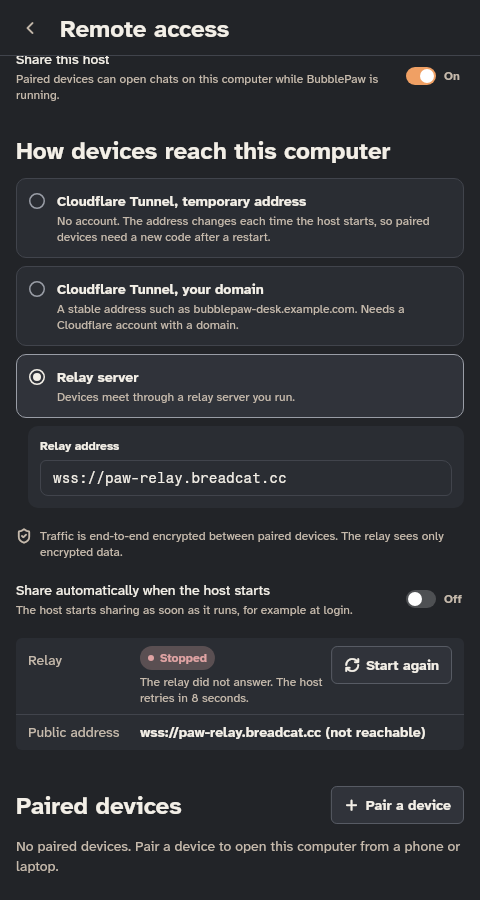 Remote access
Share this host
Paired devices can open chats on this computer while BubblePaw is
running.
On
How devices reach this computer
Cloudflare Tunnel, temporary address
No account. The address changes each time the host starts, so paired
devices need a new code after a restart.
Cloudflare Tunnel, your domain
A stable address such as bubblepaw-desk.example.com. Needs a
Cloudflare account with a domain.
Relay server
Devices meet through a relay server you run.
Relay address
wss://paw-relay.breadcat.cc
Traffic is end-to-end encrypted between paired devices. The relay sees only
encrypted data.
Share automatically when the host starts
The host starts sharing as soon as it runs, for example at login.
Off
Relay
Stopped
The relay did not answer. The host
retries in 8 seconds.
Start again
Public address
wss://paw-relay.breadcat.cc (not reachable)
Paired devices
Pair a device
No paired devices. Pair a device to open this computer from a phone or
laptop.